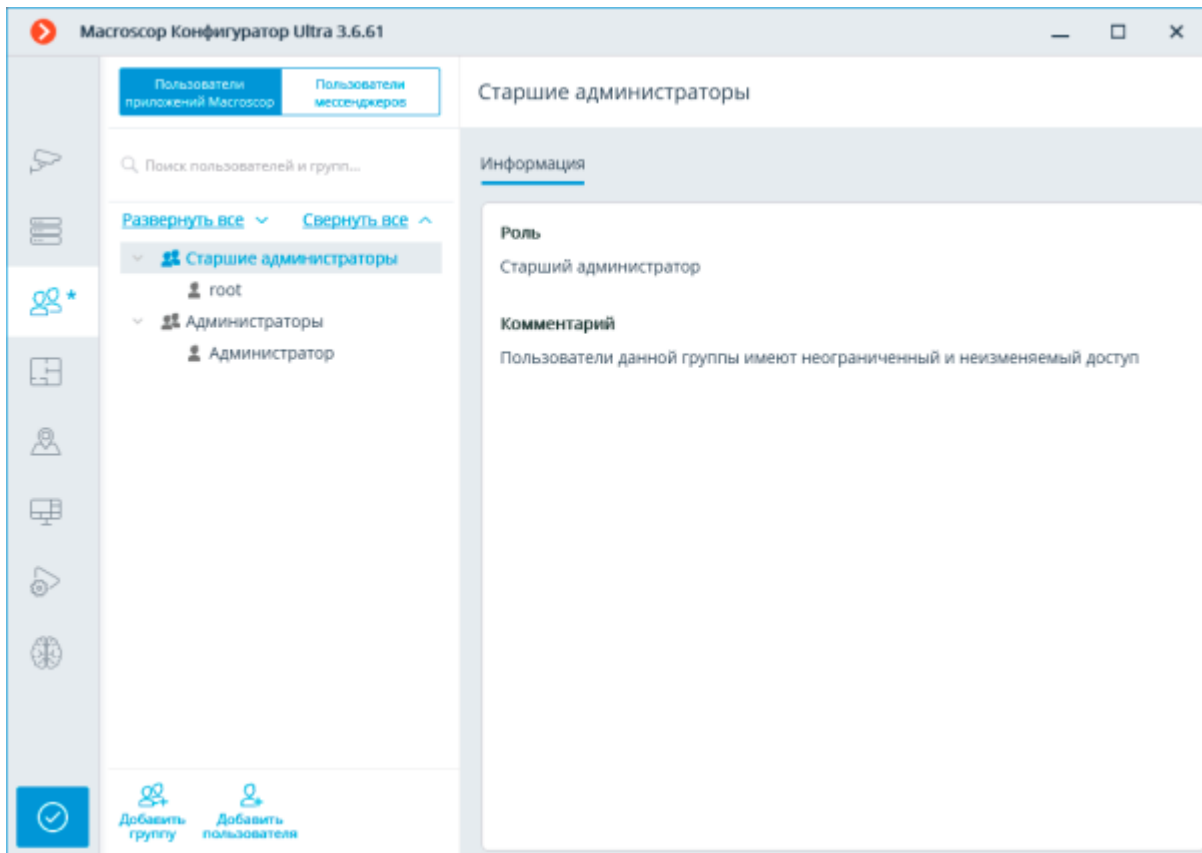 Macroscop Конфигуратор Ultra 3.6.61
Пользователи
приложений Macroscop
Пользователи
мессенджеров
Старшие администраторы
Поиск пользователей и групп...
Информация
Развернуть все
Свернуть все
Старшие администраторы
root
Администраторы
Администратор
Роль
Старший администратор
Комментарий
Пользователи данной группы имеют неограниченный и неизменяемый доступ
*
Добавить
группу
Добавить
пользователя